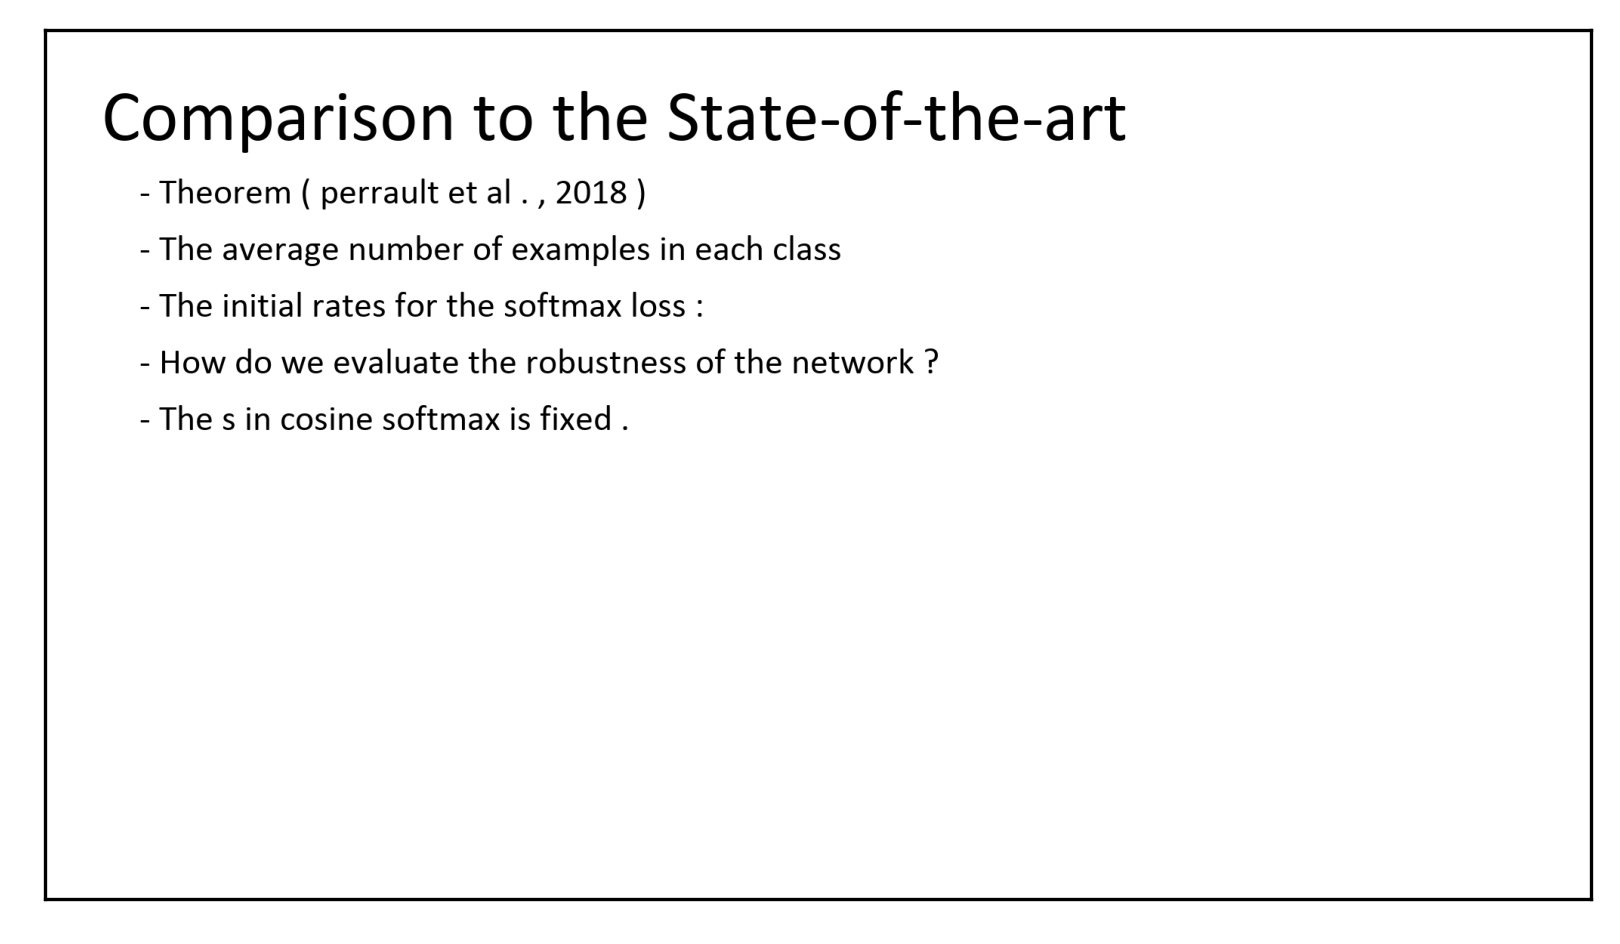 Comparison to the State-of-the-art
- Theorem ( perrault et al . , 2018 )
- The average number of examples in each class
- The initial rates for the softmax loss :
- How do we evaluate the robustness of the network ?
- The s in cosine softmax is fixed .